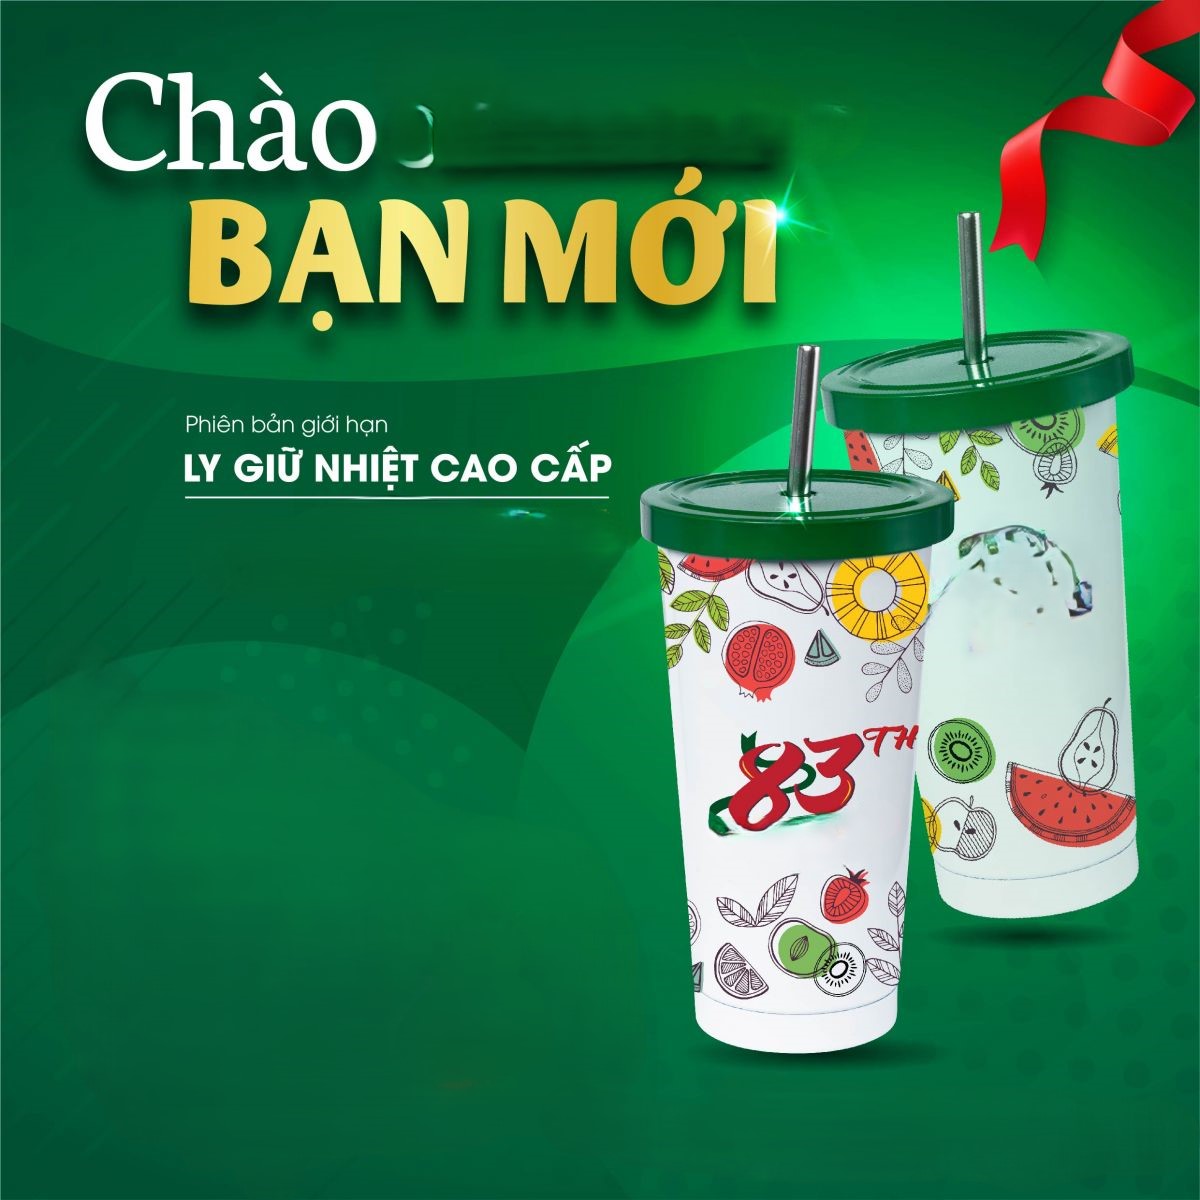 Chào
BẠN MỚI
Phiên bản giới hạn
LY GIỮ NHIỆT CAO CẤP
83TH